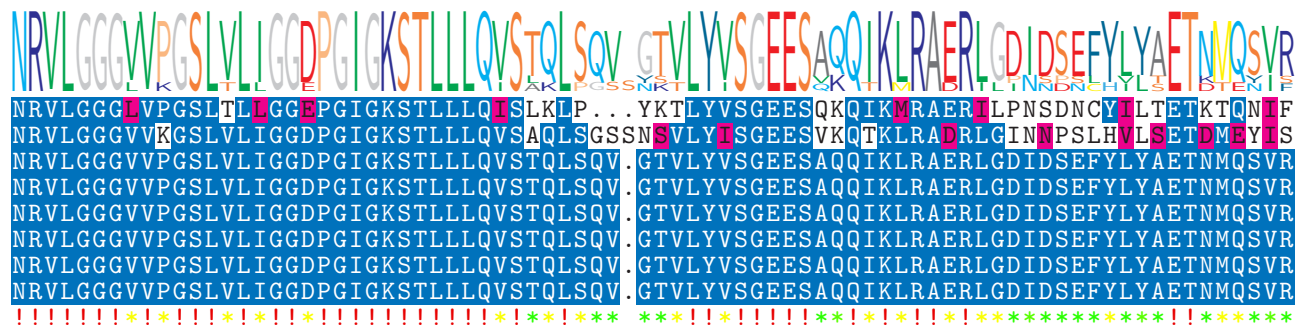 NRVLGGGVVPGSLVLIGGDPGIGKSTLLLQVSTQLSQV GTVLYVSGEESAQQIKLRAERLGDIDSEFYLYAETNMQSVR
NRVLGGGLVPGSLTLLGGEPGIGKSTLLLQISLKLP...YKTLYVSGEESQKQIKMRAERILPNSDNCYILTETKTQNIF
NRVLGGGVVKGSLVLIGGDPGIGKSTLLLQVSAQLSGSSNSVLYISGEESVKQTKLRADRLGINNPSLHVLSETDMEYIS
NRVLGGGVVPGSLVLIGGDPGIGKSTLLLQVSTQLSQV.GTVLYVSGEESAQQIKLRAERLGDIDSEFYLYAETNMQSVR
NRVLGGGVVPGSLVLIGGDPGIGKSTLLLQVSTQLSQV.GTVLYVSGEESAQQIKLRAERLGDIDSEFYLYAETNMQSVR
NRVLGGGVVPGSLVLIGGDPGIGKSTLLLQVSTQLSQV.GTVLYVSGEESAQQIKLRAERLGDIDSEFYLYAETNMQSVR
NRVLGGGVVPGSLVLIGGDPGIGKSTLLLQVSTQLSQV.GTVLYVSGEESAQQIKLRAERLGDIDSEFYLYAETNMQSVR
NRVLGGGVVPGSLVLIGGDPGIGKSTLLLQVSTQLSQV.GTVLYVSGEESAQQIKLRAERLGDIDSEFYLYAETNMQSVR
NRVLGGGVVPGSLVLIGGDPGIGKSTLLLQVSTQLSQV.GTVLYVSGEESAQQIKLRAERLGDIDSEFYLYAETNMQSVR
!!!!!!!*!*!!!*!*!!*!!!!!!!!!!!*!**!*** ***!!*!!!!!**!*!*!!*!************!!******